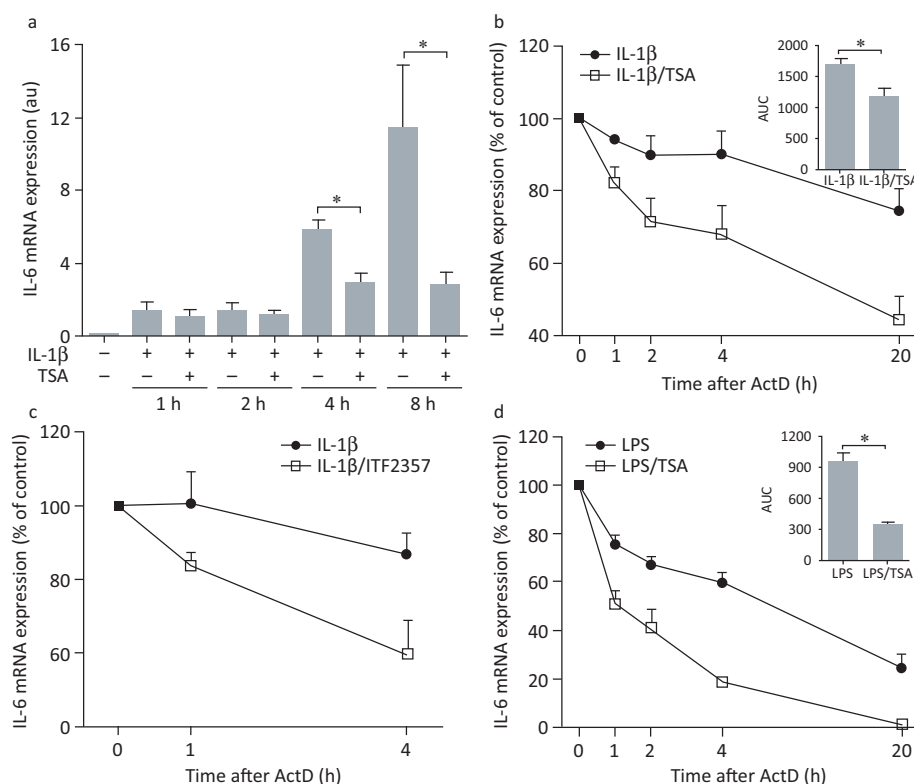 a
IL-6 mRNA expression (au)
16
12
8
4
0
*
*
IL-1β − + + + + + + + +
TSA − − + − + − + − +
1 h 2 h 4 h 8 h
b
IL-6 mRNA expression (% of control)
120
100
80
60
40
IL-1β
IL-1β/TSA
0 1 2 4 20
Time after ActD (h)
AUC
2000
1500
1000
500
0
*
IL-1β IL-1β/TSA
c
IL-6 mRNA expression (% of control)
120
100
80
60
0
IL-1β
IL-1β/ITF2357
0 1 4
Time after ActD (h)
d
IL-6 mRNA expression (% of control)
120
100
80
60
40
20
0
LPS
LPS/TSA
0 1 2 4 20
Time after ActD (h)
AUC
1200
900
600
300
0
*
LPS LPS/TSA